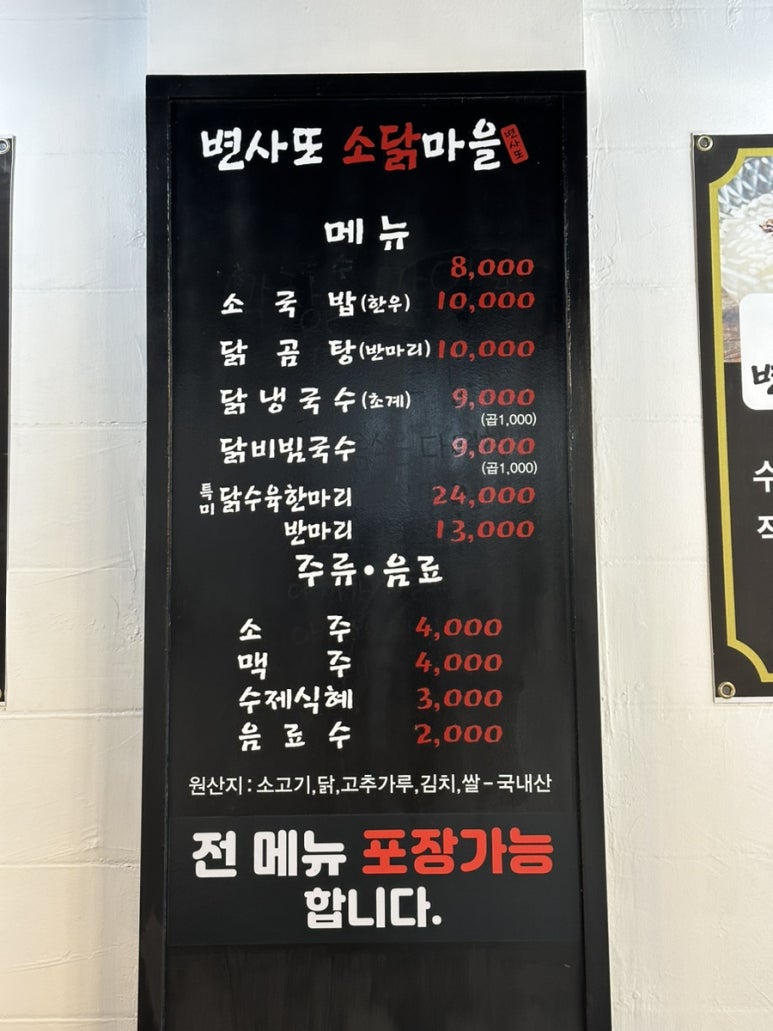 변사또 소닭마을 변사또
메뉴
8,000
소국밥(한우) 10,000
닭곰탕(반마리) 10,000
닭냉국수(초계) 9,000
(곱1,000)
닭비빔국수 9,000
(곱1,000)
특미 닭수육한마리 24,000
반마리 13,000
주류·음료
소주 4,000
맥주 4,000
수제식혜 3,000
음료수 2,000
원산지 : 소고기,닭,고추가루,김치,쌀 - 국내산
전 메뉴 포장가능
합니다.